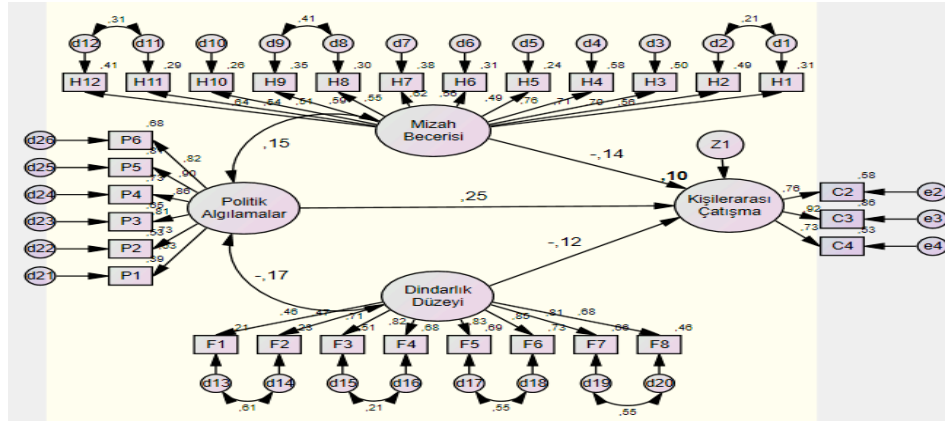 ,31 ,41 ,21
d12 d11 d10 d9 d8 d7 d6 d5 d4 d3 d2 d1
,41 ,29 ,26 ,35 ,30 ,38 ,31 ,24 ,58 ,50 ,49 ,31
H12 H11 H10 H9 H8 H7 H6 H5 H4 H3 H2 H1
,64 ,54 ,51 ,59 ,55 ,62 ,56 ,49 ,76 ,71 ,70 ,56
Mizah
Becerisi
d26 P6 ,68 ,82
d25 P5 ,90
d24 P4 ,73 ,86
d23 P3 ,65 ,81
d22 P2 ,73
d21 P1 ,39
,15
-,14
Z1
,10
Politik
Algılamalar
,25
Kişilerarası
Çatışma
,76 C2 ,58 e2
,92 C3 ,86 e3
,73 C4 ,53 e4
-,12
-,17
Dindarlık
Düzeyi
,46 ,47 ,71 ,82 ,83 ,85 ,81 ,68
,21 ,23 ,51 ,68 ,69 ,73 ,66 ,46
F1 F2 F3 F4 F5 F6 F7 F8
d13 d14 d15 d16 d17 d18 d19 d20
,61 ,21 ,55 ,55